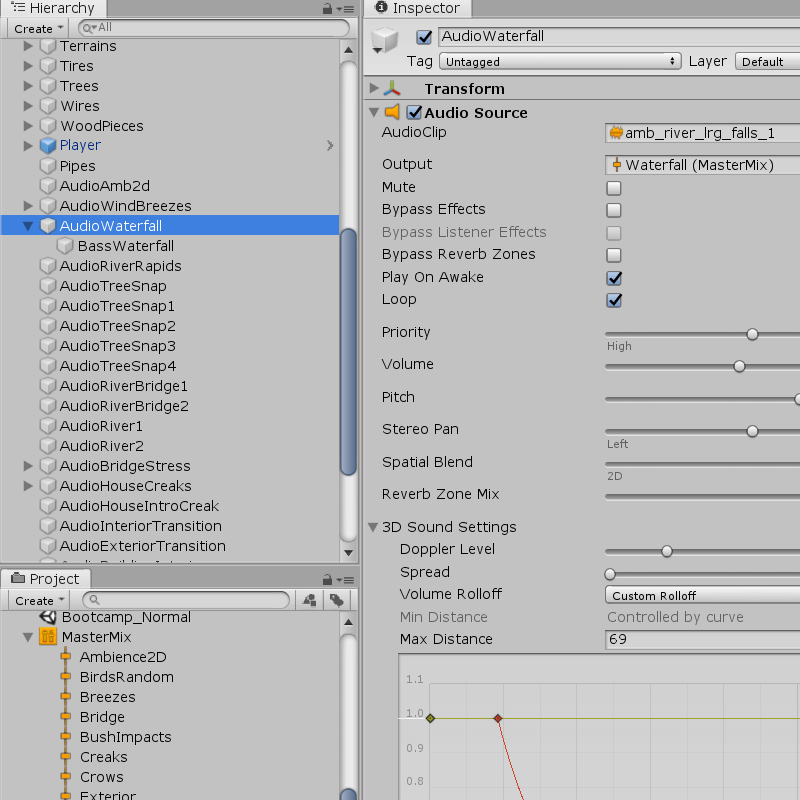 Hierarchy
Create
All
Terrains
Tires
Trees
Wires
WoodPieces
Player
Pipes
AudioAmb2d
AudioWindBreezes
AudioWaterfall
BassWaterfall
AudioRiverRapids
AudioTreeSnap
AudioTreeSnap1
AudioTreeSnap2
AudioTreeSnap3
AudioTreeSnap4
AudioRiverBridge1
AudioRiverBridge2
AudioRiver1
AudioRiver2
AudioBridgeStress
AudioHouseCreaks
AudioHouseIntroCreak
AudioInteriorTransition
AudioExteriorTransition
Project
Create
Bootcamp_Normal
MasterMix
Ambience2D
BirdsRandom
Breezes
Bridge
BushImpacts
Creaks
Crows
Exterior
Inspector
AudioWaterfall
Tag Untagged Layer Default
Transform
Audio Source
AudioClip amb_river_lrg_falls_1
Output Waterfall (MasterMix)
Mute
Bypass Effects
Bypass Listener Effects
Bypass Reverb Zones
Play On Awake
Loop
Priority
High
Volume
Pitch
Stereo Pan
Left
Spatial Blend
2D
Reverb Zone Mix
3D Sound Settings
Doppler Level
Spread
Volume Rolloff Custom Rolloff
Min Distance Controlled by curve
Max Distance 69
1.1
1.0
0.9
0.8